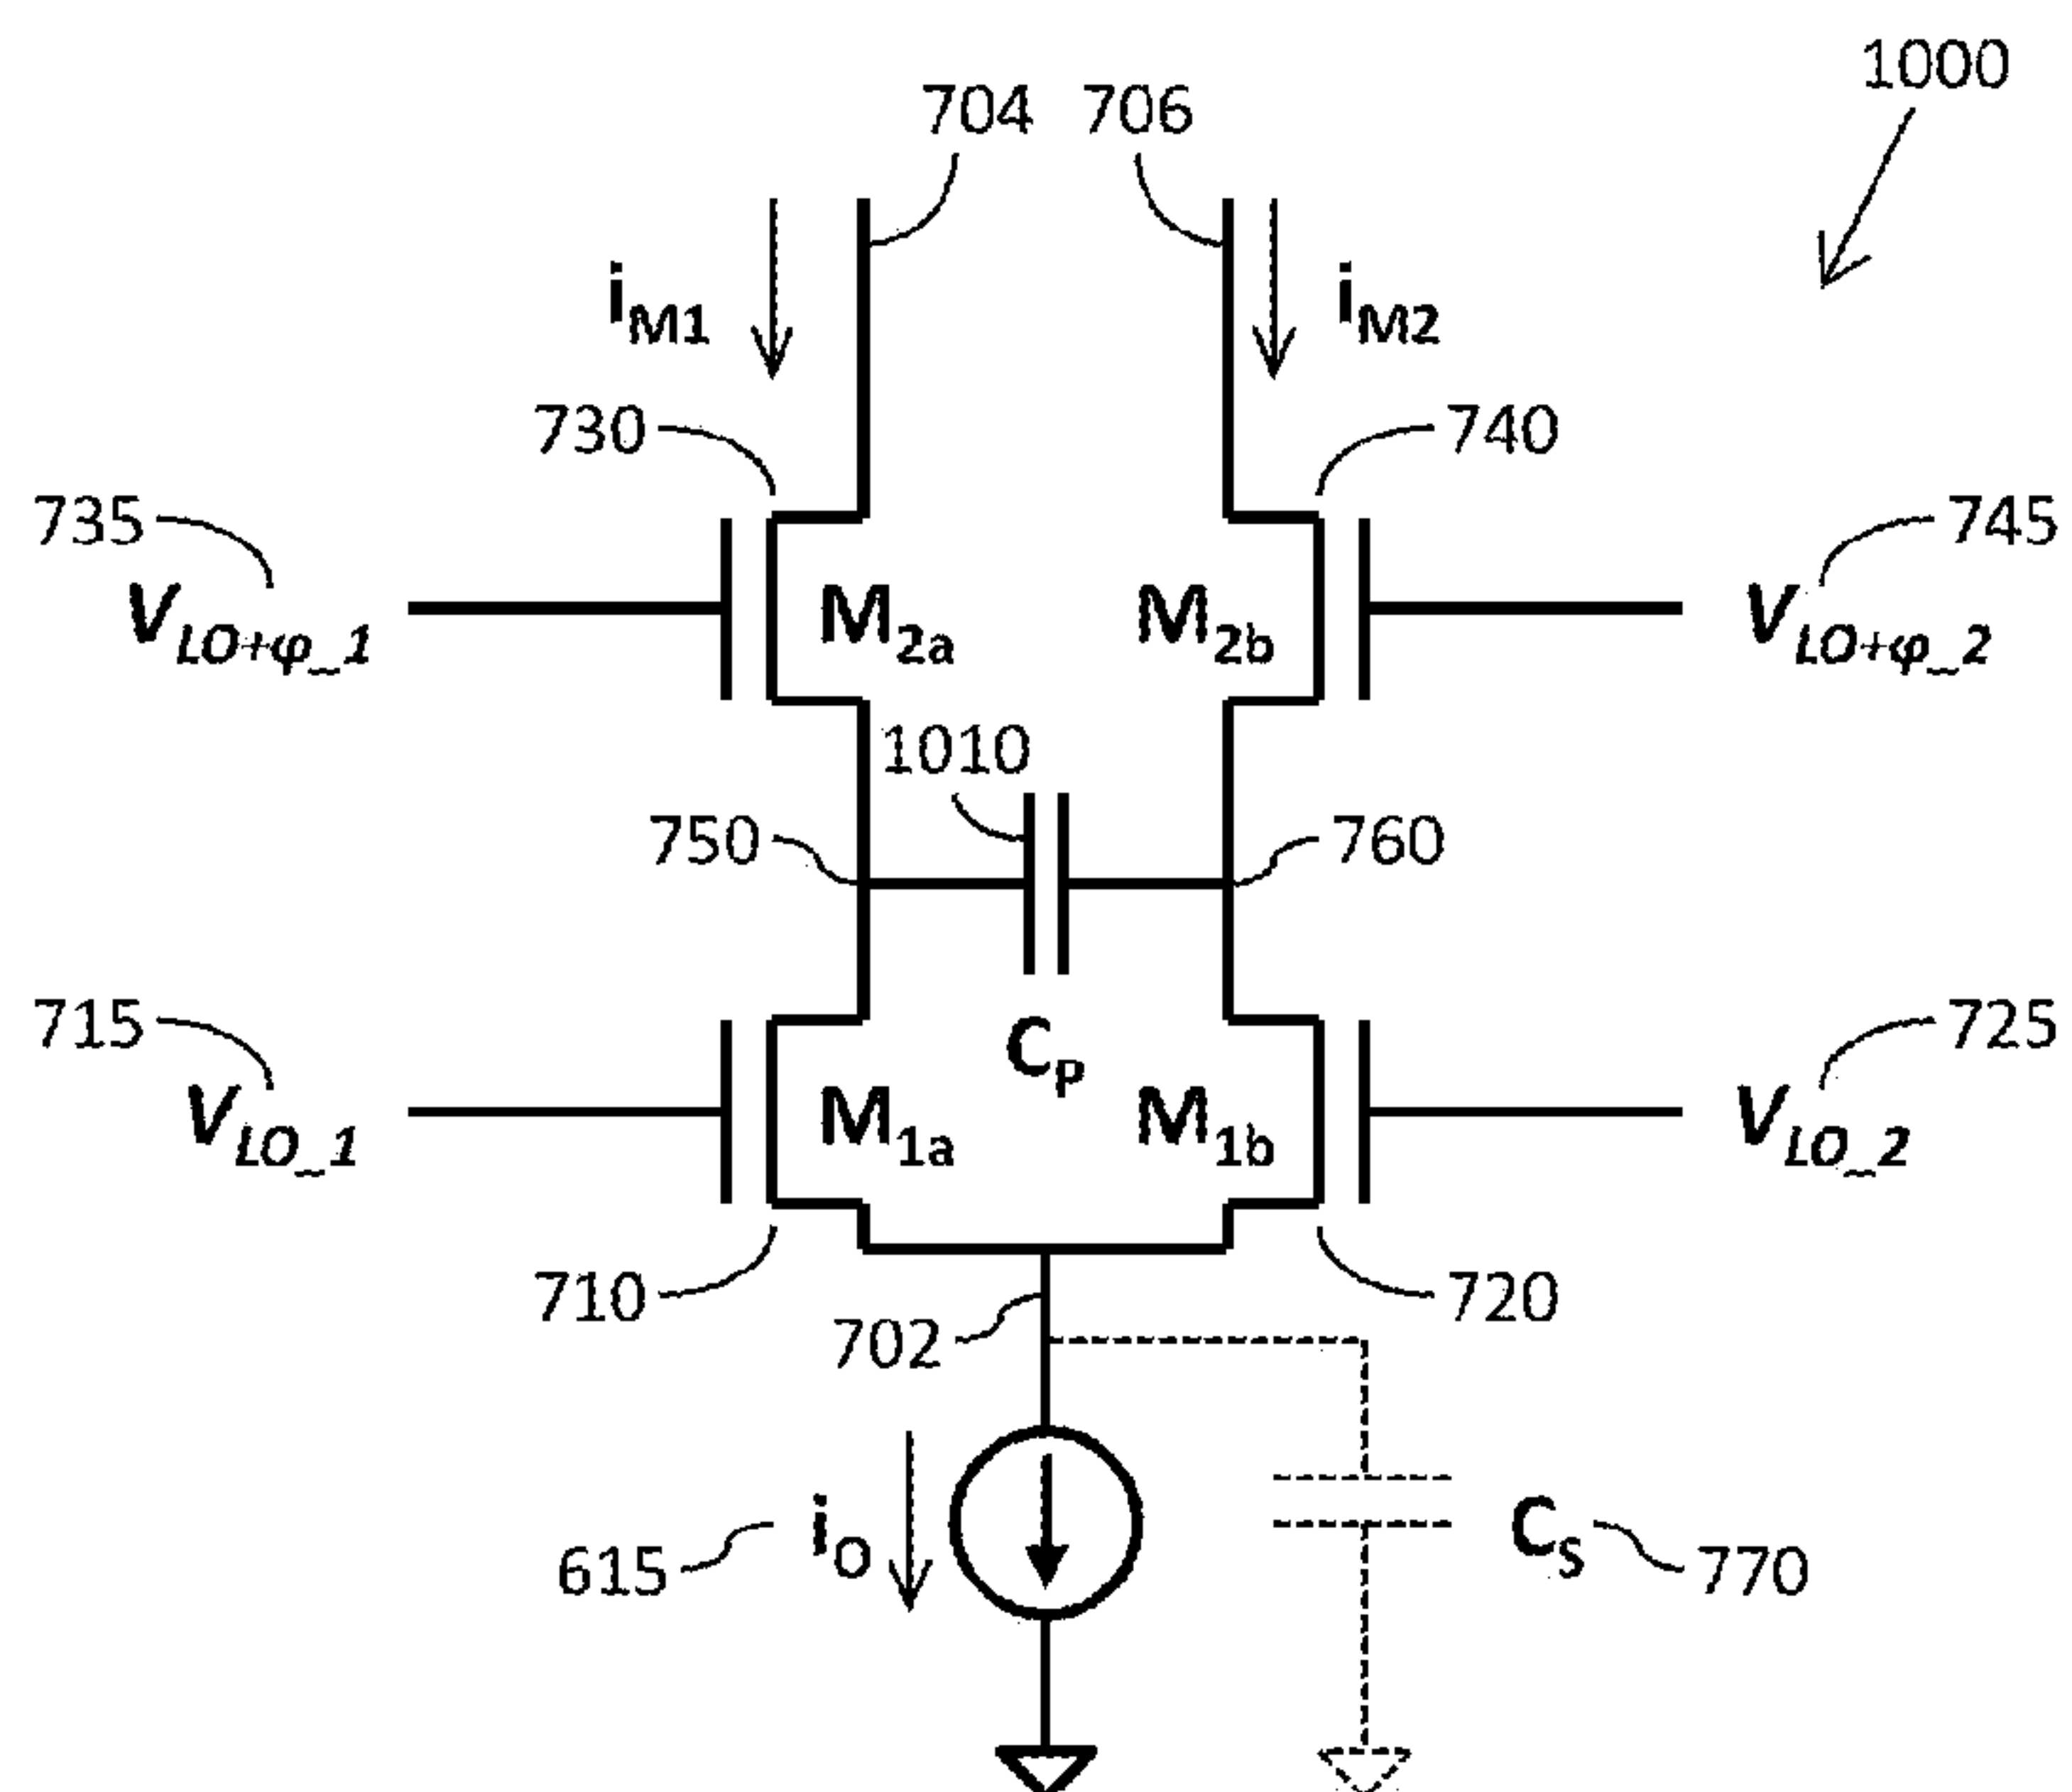 1000
704 706
iM1 iM2
730 740
735 745
VLO+φ_1 M2a M2b VLO+φ_2
1010
750 760
715 725
CP
VLO_1 M1a M1b VLO_2
710 720
702
iO CS
615 770